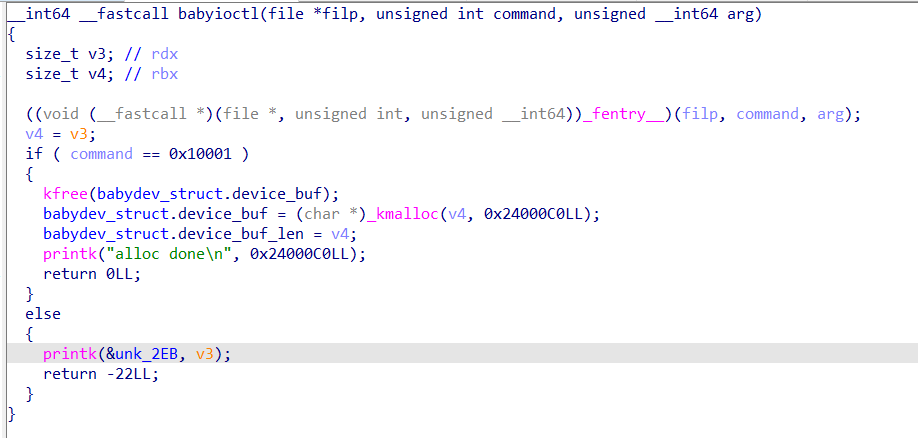 __int64 __fastcall babyioctl(file *filp, unsigned int command, unsigned __int64 arg)
{
  size_t v3; // rdx
  size_t v4; // rbx

  ((void (__fastcall *)(file *, unsigned int, unsigned __int64))_fentry__)(filp, command, arg);
  v4 = v3;
  if ( command == 0x10001 )
  {
    kfree(babydev_struct.device_buf);
    babydev_struct.device_buf = (char *)_kmalloc(v4, 0x24000C0LL);
    babydev_struct.device_buf_len = v4;
    printk("alloc done\n", 0x24000C0LL);
    return 0LL;
  }
  else
  {
    printk(&unk_2EB, v3);
    return -22LL;
  }
}